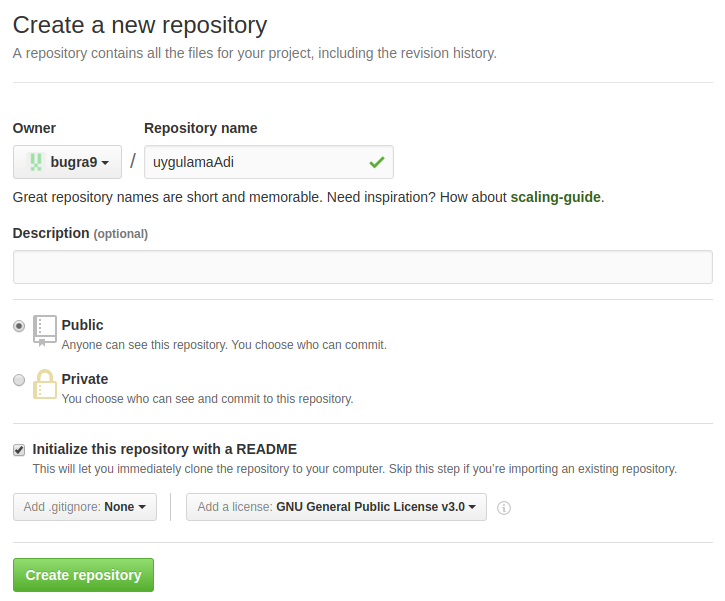 Create a new repository
A repository contains all the files for your project, including the revision history.
Owner
Repository name
bugra9 / uygulamaAdi
Great repository names are short and memorable. Need inspiration? How about scaling-guide.
Description (optional)
Public
Anyone can see this repository. You choose who can commit.
Private
You choose who can see and commit to this repository.
Initialize this repository with a README
This will let you immediately clone the repository to your computer. Skip this step if you’re importing an existing repository.
Add .gitignore: None
Add a license: GNU General Public License v3.0
Create repository